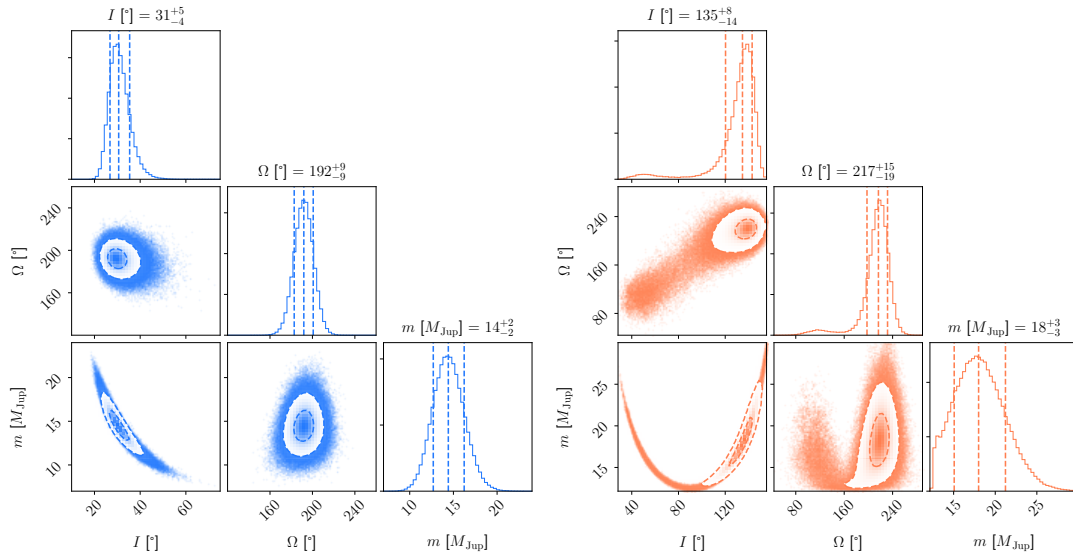 I [°] = 31⁺⁵₋₄
I [°] = 135⁺⁸₋₁₄
Ω [°] = 192⁺⁹₋₉
Ω [°] = 217⁺¹⁵₋₁₉
240
200
160
Ω [°]
240
160
80
Ω [°]
m [M_Jup] = 14⁺²₋₂
m [M_Jup] = 18⁺³₋₃
20
15
10
m [M_Jup]
25
20
15
m [M_Jup]
20 40 60
160 200 240
10 15 20
40 80 120
80 160 240
15 20 25
I [°] Ω [°] m [M_Jup]
I [°] Ω [°] m [M_Jup]